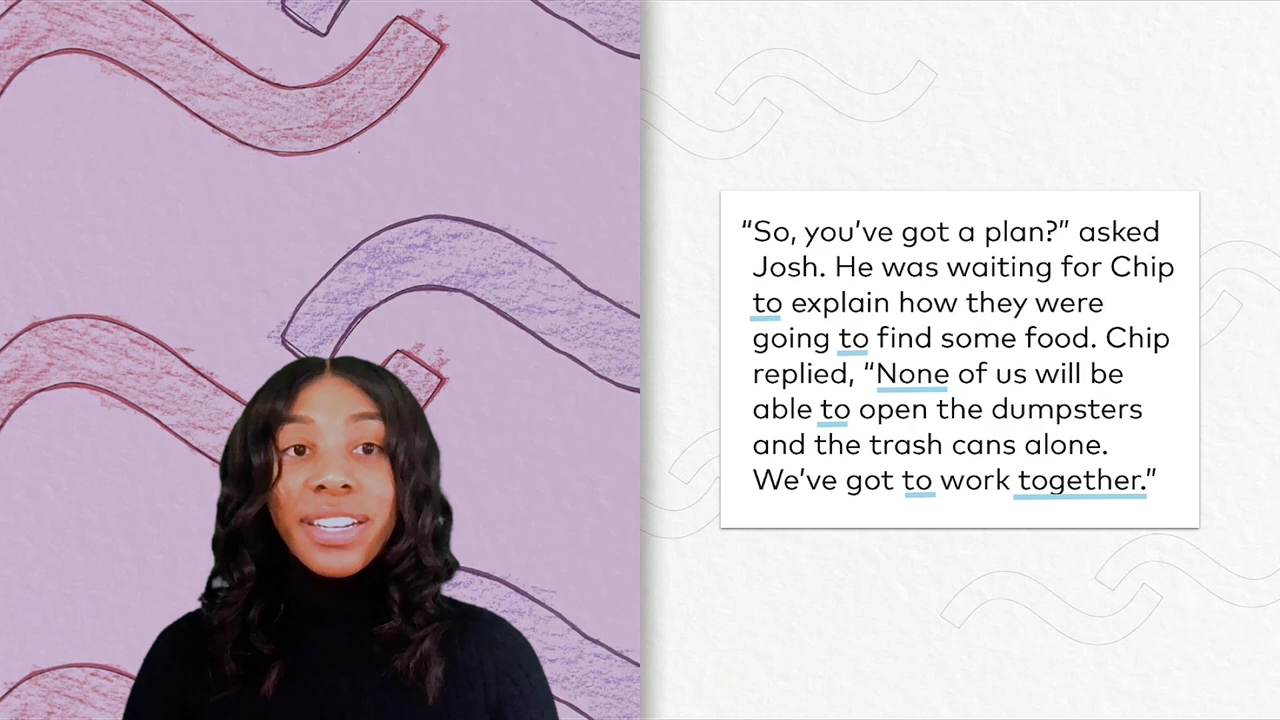 “So, you’ve got a plan?” asked
Josh. He was waiting for Chip
to explain how they were
going to find some food. Chip
replied, “None of us will be
able to open the dumpsters
and the trash cans alone.
We’ve got to work together.”